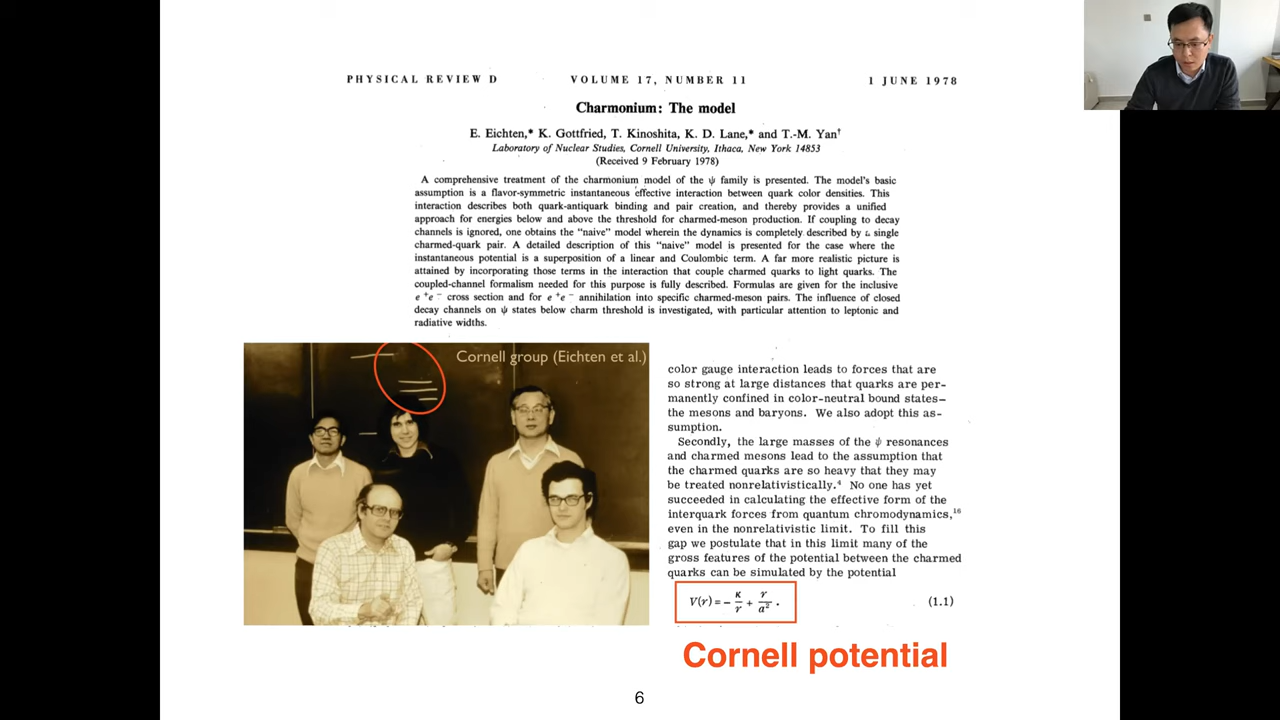 PHYSICAL REVIEW D VOLUME 17, NUMBER 11 1 JUNE 1978
Charmonium: The model
E. Eichten,* K. Gottfried, T. Kinoshita, K. D. Lane,* and T.-M. Yan†
Laboratory of Nuclear Studies, Cornell University, Ithaca, New York 14853
(Received 9 February 1978)
A comprehensive treatment of the charmonium model of the ψ family is presented. The model's basic
assumption is a flavor-symmetric instantaneous effective interaction between quark color densities. This
interaction describes both quark-antiquark binding and pair creation, and thereby provides a unified
approach for energies below and above the threshold for charmed-meson production. If coupling to decay
channels is ignored, one obtains the "naive" model wherein the dynamics is completely described by a single
charmed-quark pair. A detailed description of this "naive" model is presented for the case where the
instantaneous potential is a superposition of a linear and Coulombic term. A far more realistic picture is
attained by incorporating those terms in the interaction that couple charmed quarks to light quarks. The
coupled-channel formalism needed for this purpose is fully described. Formulas are given for the inclusive
e⁺e⁻ cross section and for e⁺e⁻ annihilation into specific charmed-meson pairs. The influence of closed
decay channels on ψ states below charm threshold is investigated, with particular attention to leptonic and
radiative widths.
Cornell group (Eichten et al.)
color gauge interaction leads to forces that are
so strong at large distances that quarks are per-
manently confined in color-neutral bound states—
the mesons and baryons. We also adopt this as-
sumption.
Secondly, the large masses of the ψ resonances
and charmed mesons lead to the assumption that
the charmed quarks are so heavy that they may
be treated nonrelativistically.⁴ No one has yet
succeeded in calculating the effective form of the
interquark forces from quantum chromodynamics,¹⁶
even in the nonrelativistic limit. To fill this
gap we postulate that in this limit many of the
gross features of the potential between the charmed
quarks can be simulated by the potential
V(r) = − κ/r + r/a² . (1.1)
Cornell potential
6